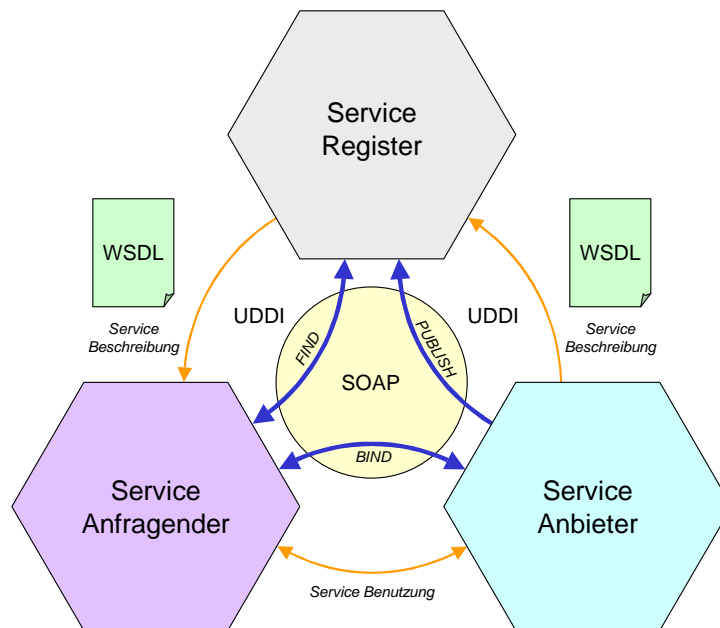 Service
Register
WSDL
WSDL
UDDI
UDDI
Service
Beschreibung
Service
Beschreibung
FIND
PUBLISH
SOAP
BIND
Service
Anfragender
Service
Anbieter
Service Benutzung